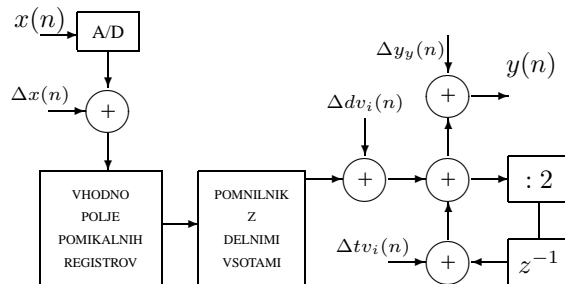 x(n)
A/D
Δy_y(n)
y(n)
Δx(n)
+
+
Δdv_i(n)
VHODNO
POLJE
POMIKALNIH
REGISTROV
POMNILNIK
Z
DELNIMI
VSOTAMI
+
+
: 2
Δtv_i(n)
+
z^{-1}